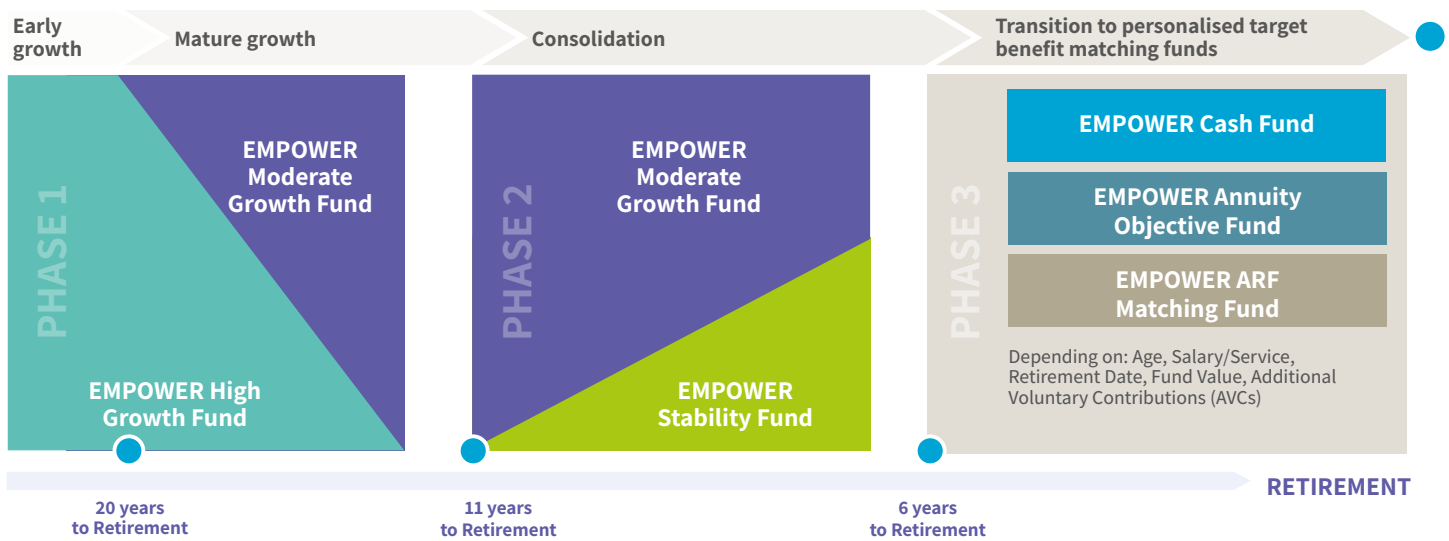 Early
growth
Mature growth
Consolidation
Transition to personalised target
benefit matching funds
PHASE 1
EMPOWER
Moderate
Growth Fund
EMPOWER High
Growth Fund
PHASE 2
EMPOWER
Moderate
Growth Fund
EMPOWER
Stability Fund
PHASE 3
EMPOWER Cash Fund
EMPOWER Annuity
Objective Fund
EMPOWER ARF
Matching Fund
Depending on: Age, Salary/Service,
Retirement Date, Fund Value, Additional
Voluntary Contributions (AVCs)
RETIREMENT
20 years
to Retirement
11 years
to Retirement
6 years
to Retirement